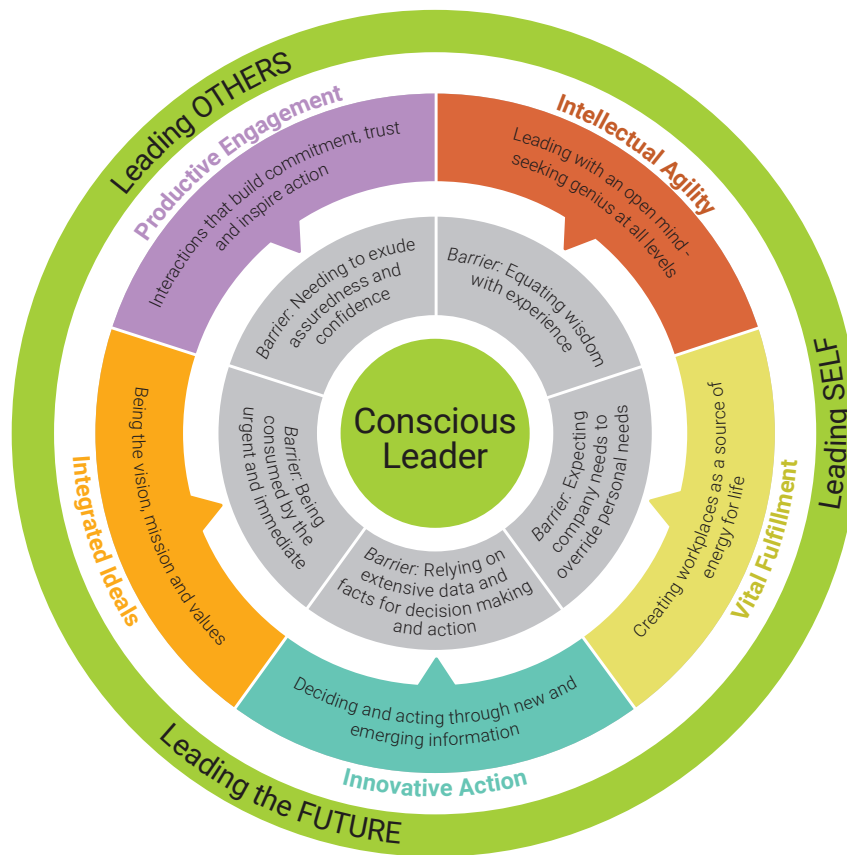 Leading OTHERS
Leading SELF
Leading the FUTURE
Productive Engagement
Interactions that build commitment, trust
and inspire action
Barrier: Needing to exude
assuredness and
confidence
Intellectual Agility
Leading with an open mind -
seeking genius at all levels
Barrier: Equating wisdom
with experience
Vital Fulfillment
Creating workplaces as a source of
energy for life
Barrier: Expecting
company needs to
override personal needs
Innovative Action
Deciding and acting through new and
emerging information
Barrier: Relying on
extensive data and
facts for decision making
and action
Integrated Ideals
Being the vision, mission and values
Barrier: Being
consumed by the
urgent and immediate
Conscious
Leader